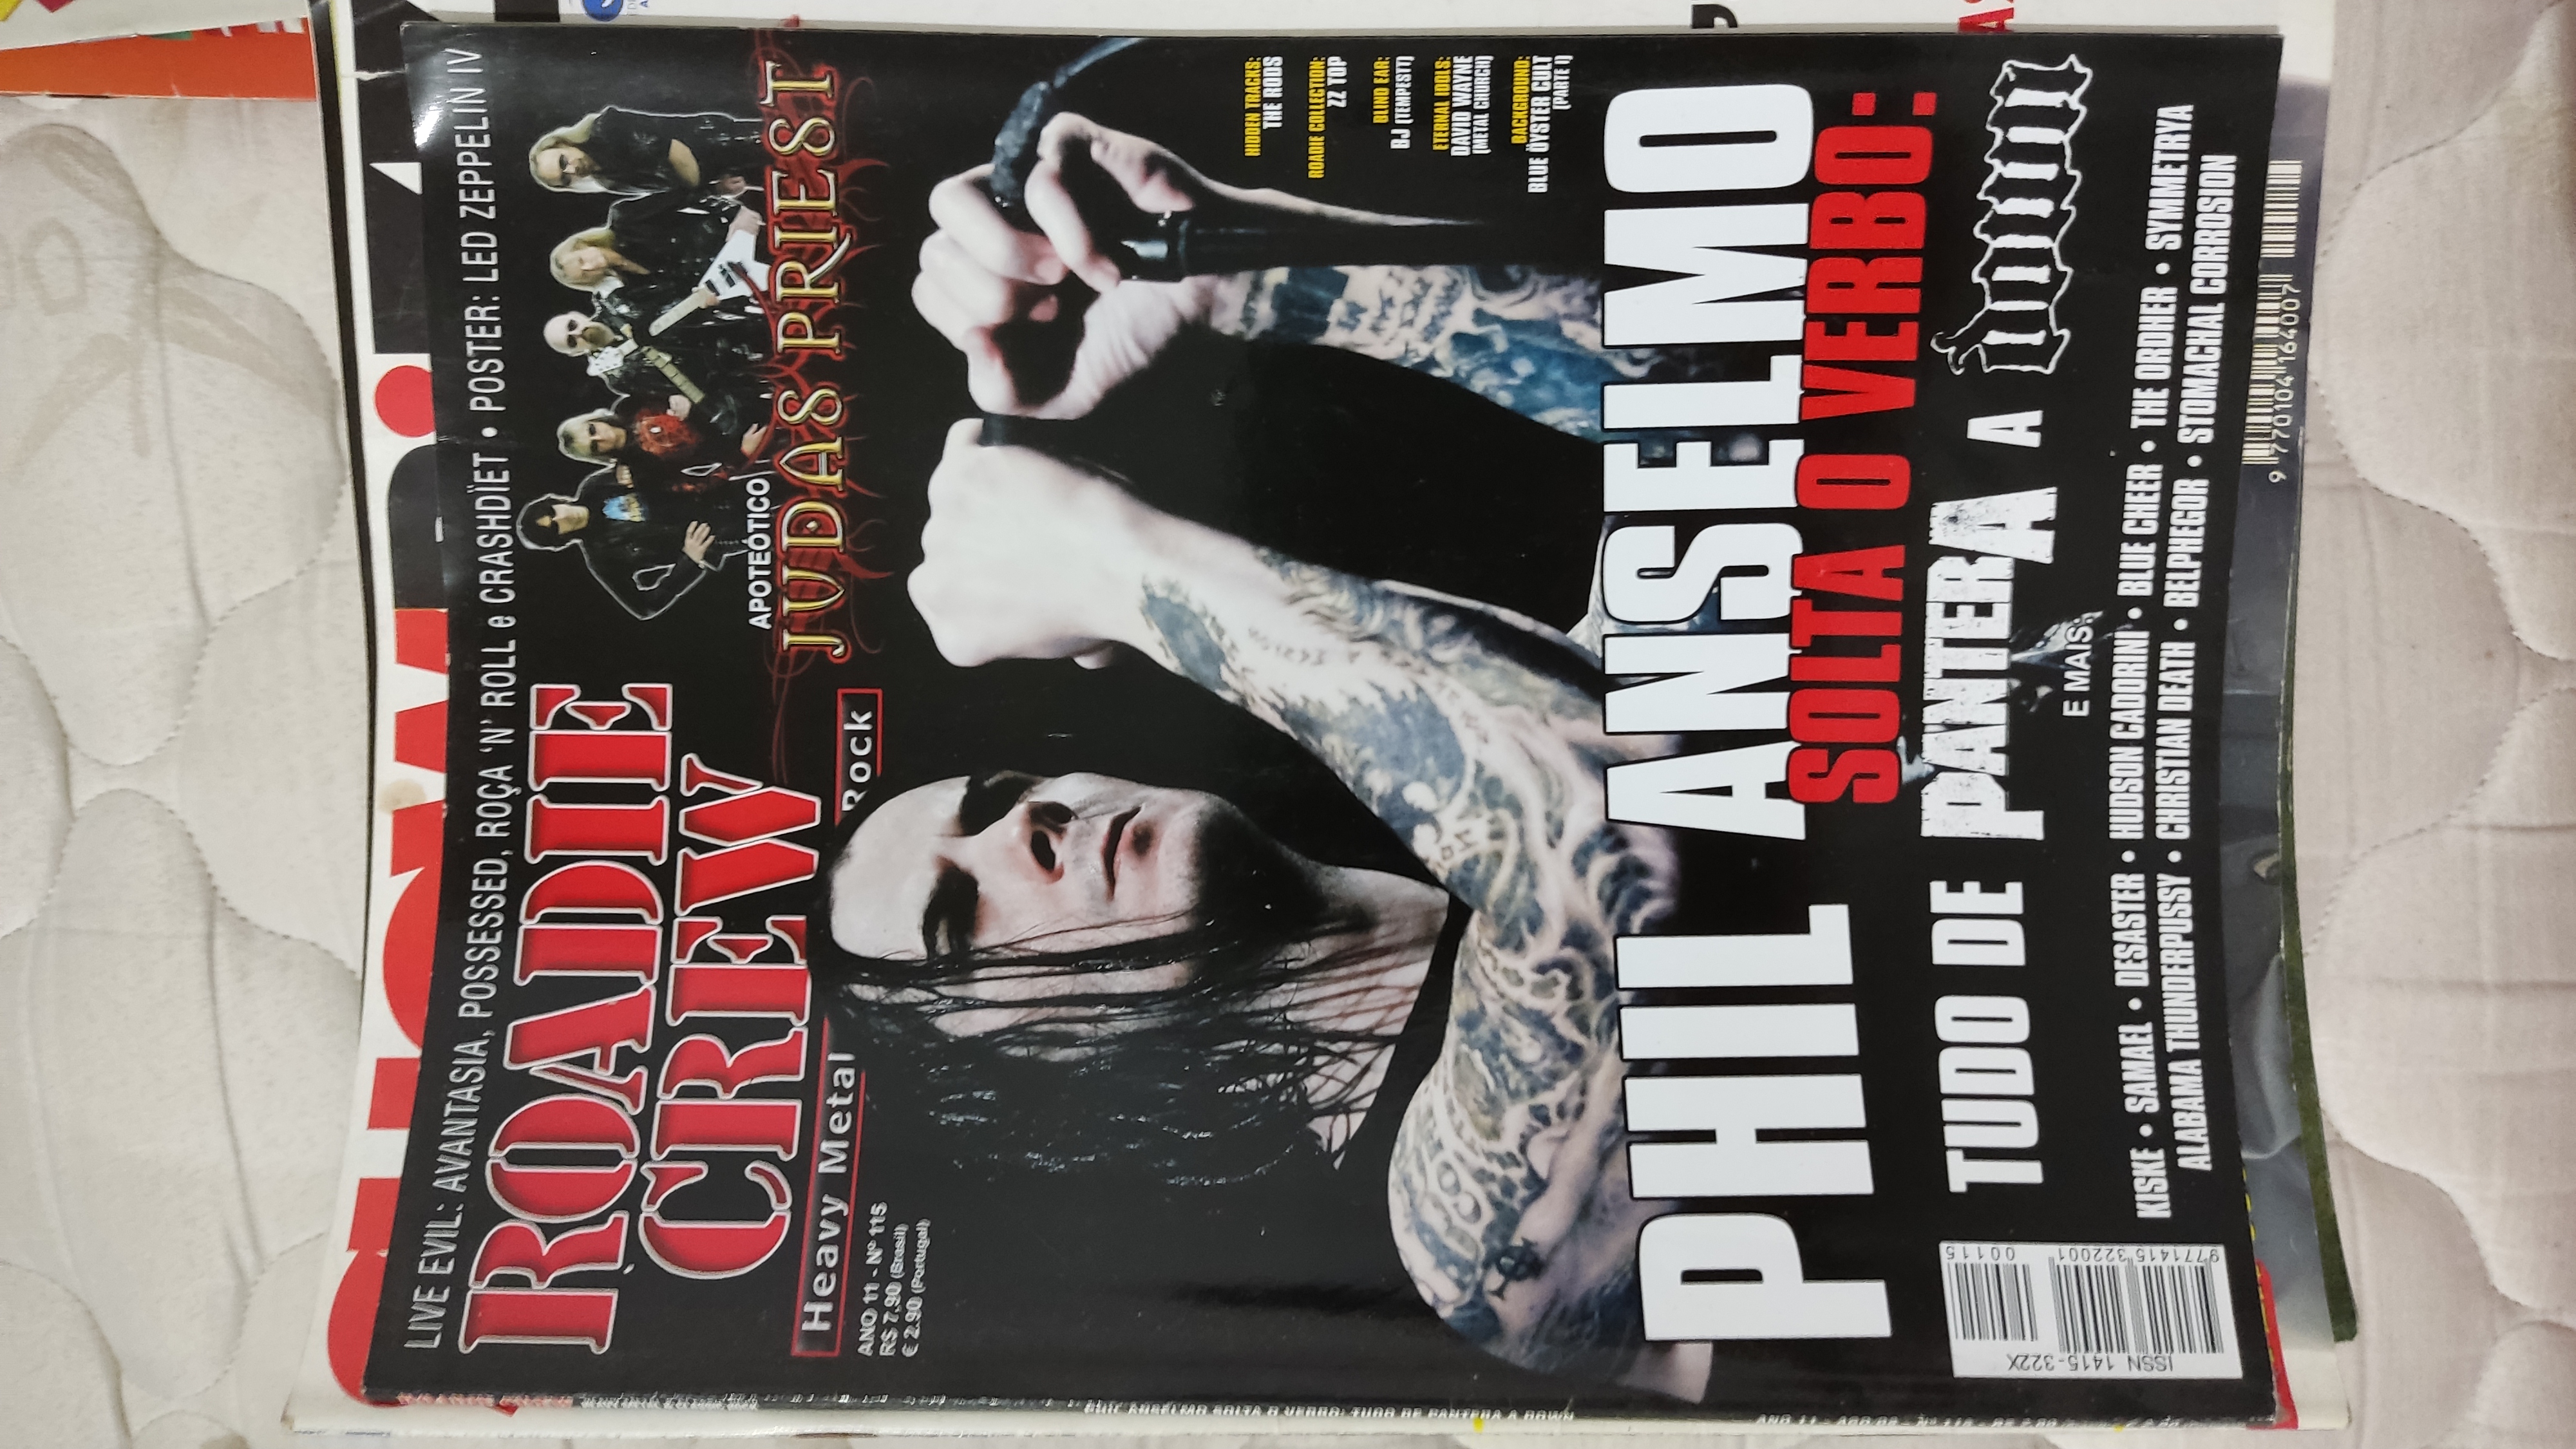 LIVE EVIL: AVANTASIA, POSSESSED, ROÇA 'N' ROLL e CRASHDÏET • POSTER: LED ZEPPELIN IV
ROADIE
CREW
Heavy Metal
Rock
ANO 11 - Nº 115
R$ 7,90 (Brasil)
€ 2.90 (Portugal)
APOTEÓTICO
JUDAS PRIEST
HIDDEN TRACKS:
THE RODS
ROADIE COLLECTION:
ZZ TOP
BLIND EAR:
BJ (TEMPESTT)
ETERNAL IDOLS:
DAVID WAYNE
(METAL CHURCH)
BACKGROUND:
BLUE ÖYSTER CULT
(PARTE I)
PHIL ANSELMO
SOLTA O VERBO:
TUDO DE PANTERA A DOWN
E MAIS:
KISKE • SAMAEL • DESASTER • HUDSON CADORINI • BLUE CHEER • THE ORDHER • SYMMETRYA
ALABAMA THUNDERPUSSY • CHRISTIAN DEATH • BELPHEGOR • STOMACHAL CORROSION
ISSN 1415-322X
9 771415 322001
00115
9 770104 164007